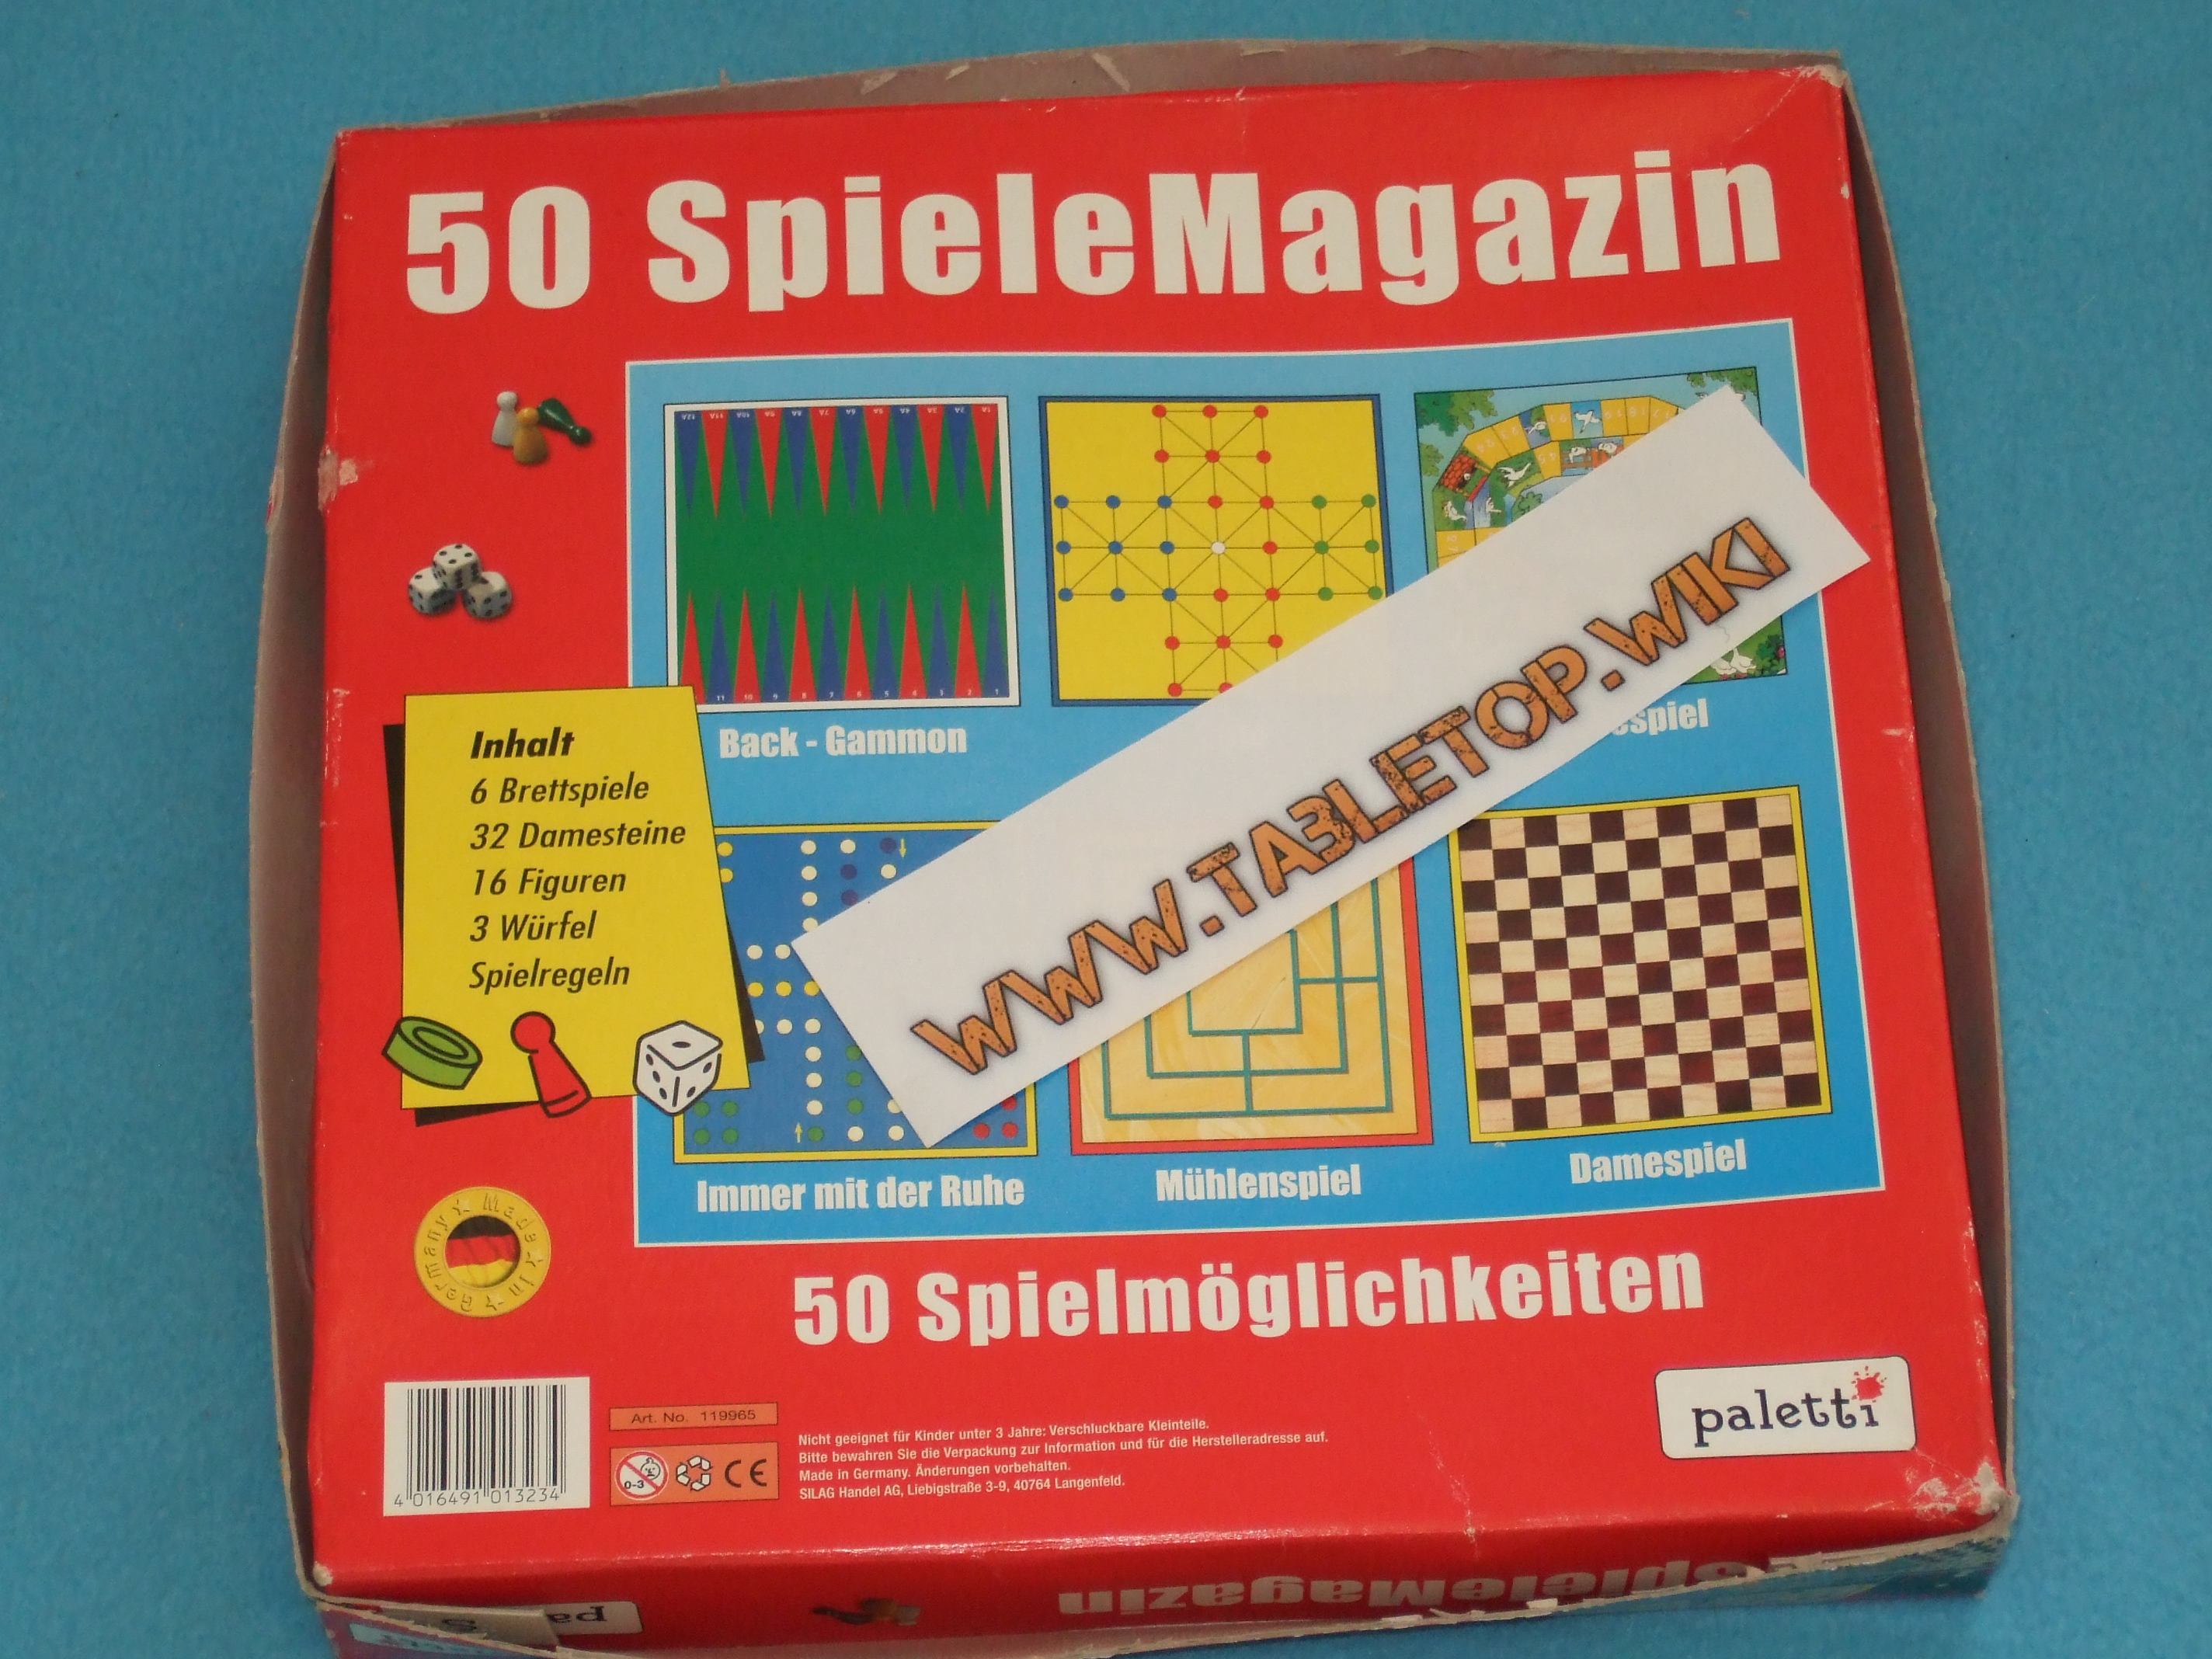 50 SpieleMagazin
Back - Gammon
spiel
WWW.TA3LETOP.WIKI
Inhalt
6 Brettspiele
32 Damesteine
16 Figuren
3 Würfel
Spielregeln
Immer mit der Ruhe
Mühlenspiel
Damespiel
Made in Germany
50 Spielmöglichkeiten
paletti
4 016491 013234
Art. No. 119965
0-3
CE
Nicht geeignet für Kinder unter 3 Jahre: Verschluckbare Kleinteile.
Bitte bewahren Sie die Verpackung zur Information und für die Herstelleradresse auf.
Made in Germany. Änderungen vorbehalten.
SILAG Handel AG, Liebigstraße 3-9, 40764 Langenfeld.
SpieleMagazin
pa